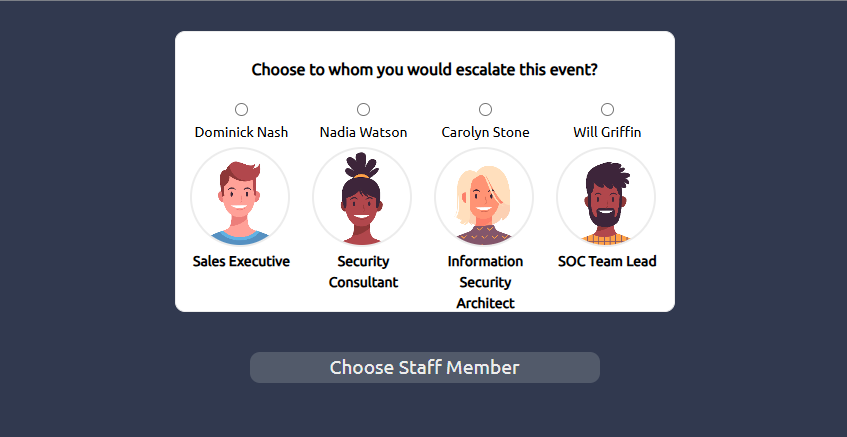 Choose to whom you would escalate this event?
Dominick Nash
Nadia Watson
Carolyn Stone
Will Griffin
Sales Executive
Security
Consultant
Information
Security
Architect
SOC Team Lead
Choose Staff Member